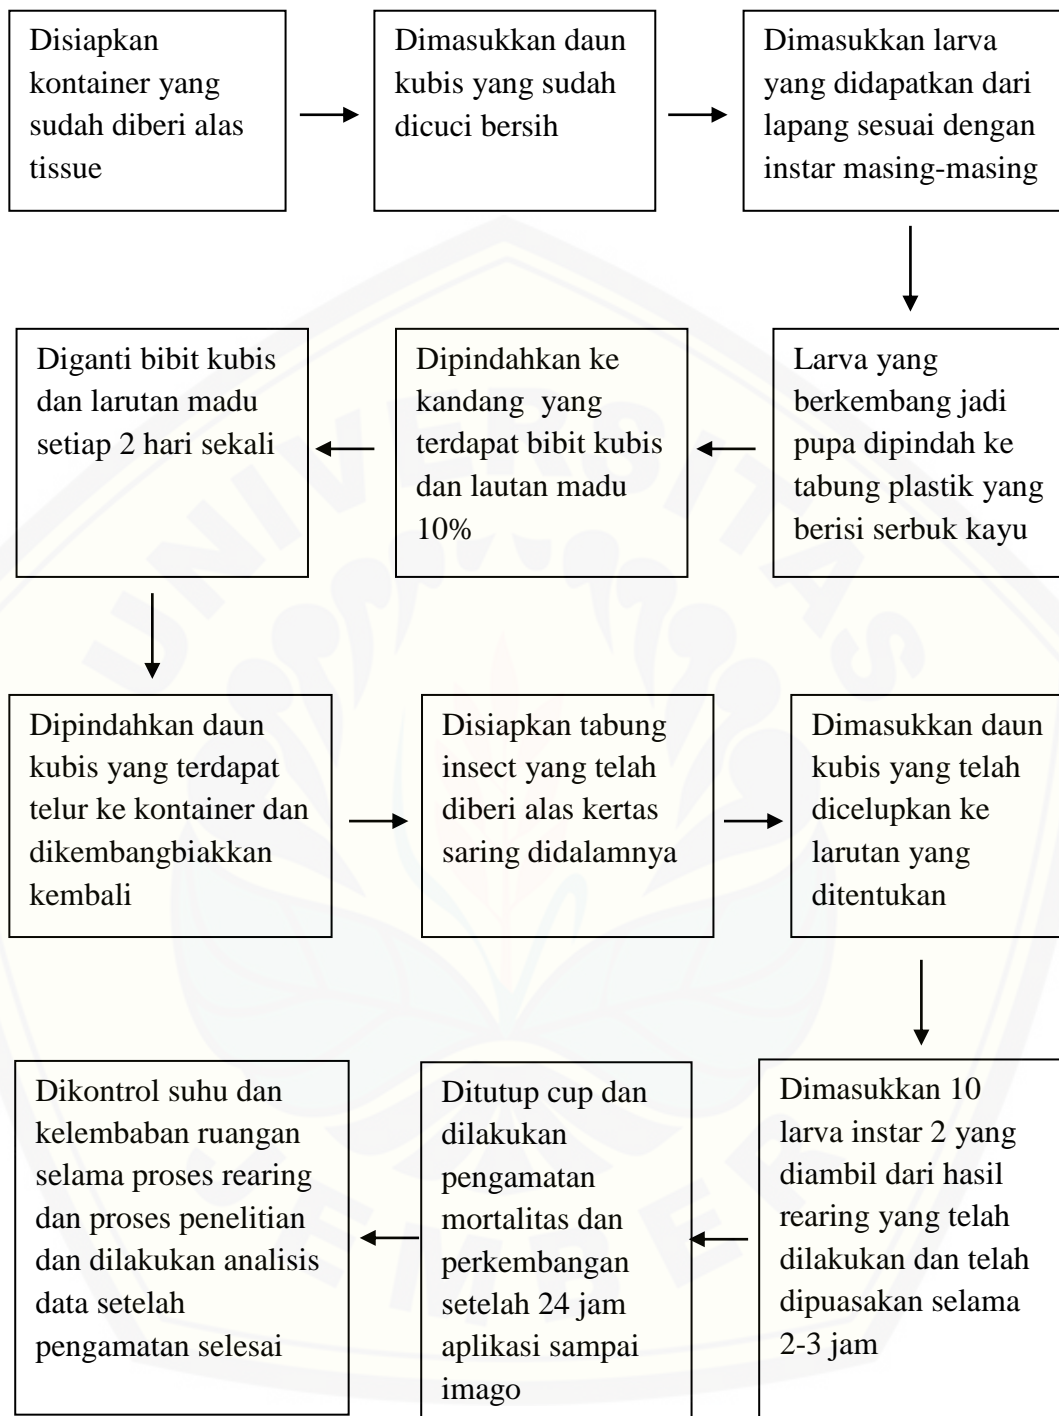 Disiapkan
kontainer yang
sudah diberi alas
tissue
Dimasukkan daun
kubis yang sudah
dicuci bersih
Dimasukkan larva
yang didapatkan dari
lapang sesuai dengan
instar masing-masing
Larva yang
berkembang jadi
pupa dipindah ke
tabung plastik yang
berisi serbuk kayu
Dipindahkan ke
kandang yang
terdapat bibit kubis
dan lautan madu
10%
Diganti bibit kubis
dan larutan madu
setiap 2 hari sekali
Dipindahkan daun
kubis yang terdapat
telur ke kontainer dan
dikembangbiakkan
kembali
Disiapkan tabung
insect yang telah
diberi alas kertas
saring didalamnya
Dimasukkan daun
kubis yang telah
dicelupkan ke
larutan yang
ditentukan
Dimasukkan 10
larva instar 2 yang
diambil dari hasil
rearing yang telah
dilakukan dan telah
dipuasakan selama
2-3 jam
Ditutup cup dan
dilakukan
pengamatan
mortalitas dan
perkembangan
setelah 24 jam
aplikasi sampai
imago
Dikontrol suhu dan
kelembaban ruangan
selama proses rearing
dan proses penelitian
dan dilakukan analisis
data setelah
pengamatan selesai
UNIVERSITAS
JEMBER